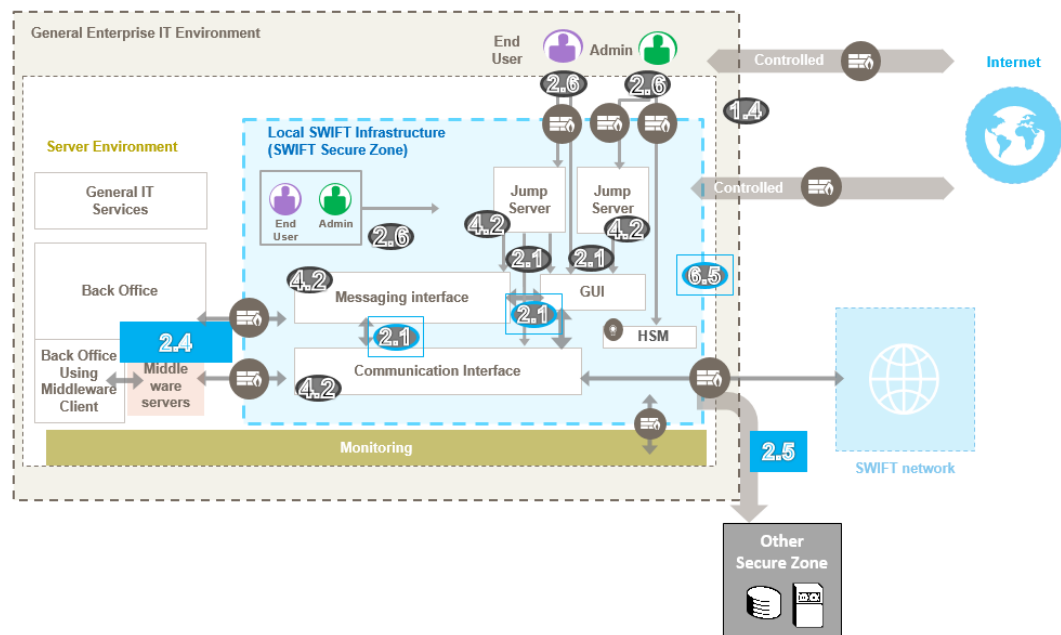 General Enterprise IT Environment
End
User
Admin
Controlled
Internet
2.6
2.6
1.4
Server Environment
Local SWIFT Infrastructure
(SWIFT Secure Zone)
General IT
Services
End
User
Admin
2.6
Jump
Server
Jump
Server
Controlled
4.2
4.2
2.1
2.1
6.5
Back Office
4.2
Messaging interface
GUI
2.1
2.1
HSM
2.4
Back Office
Using
Middleware
Client
Middle
ware
servers
Communication Interface
4.2
Monitoring
2.5
SWIFT network
Other
Secure Zone